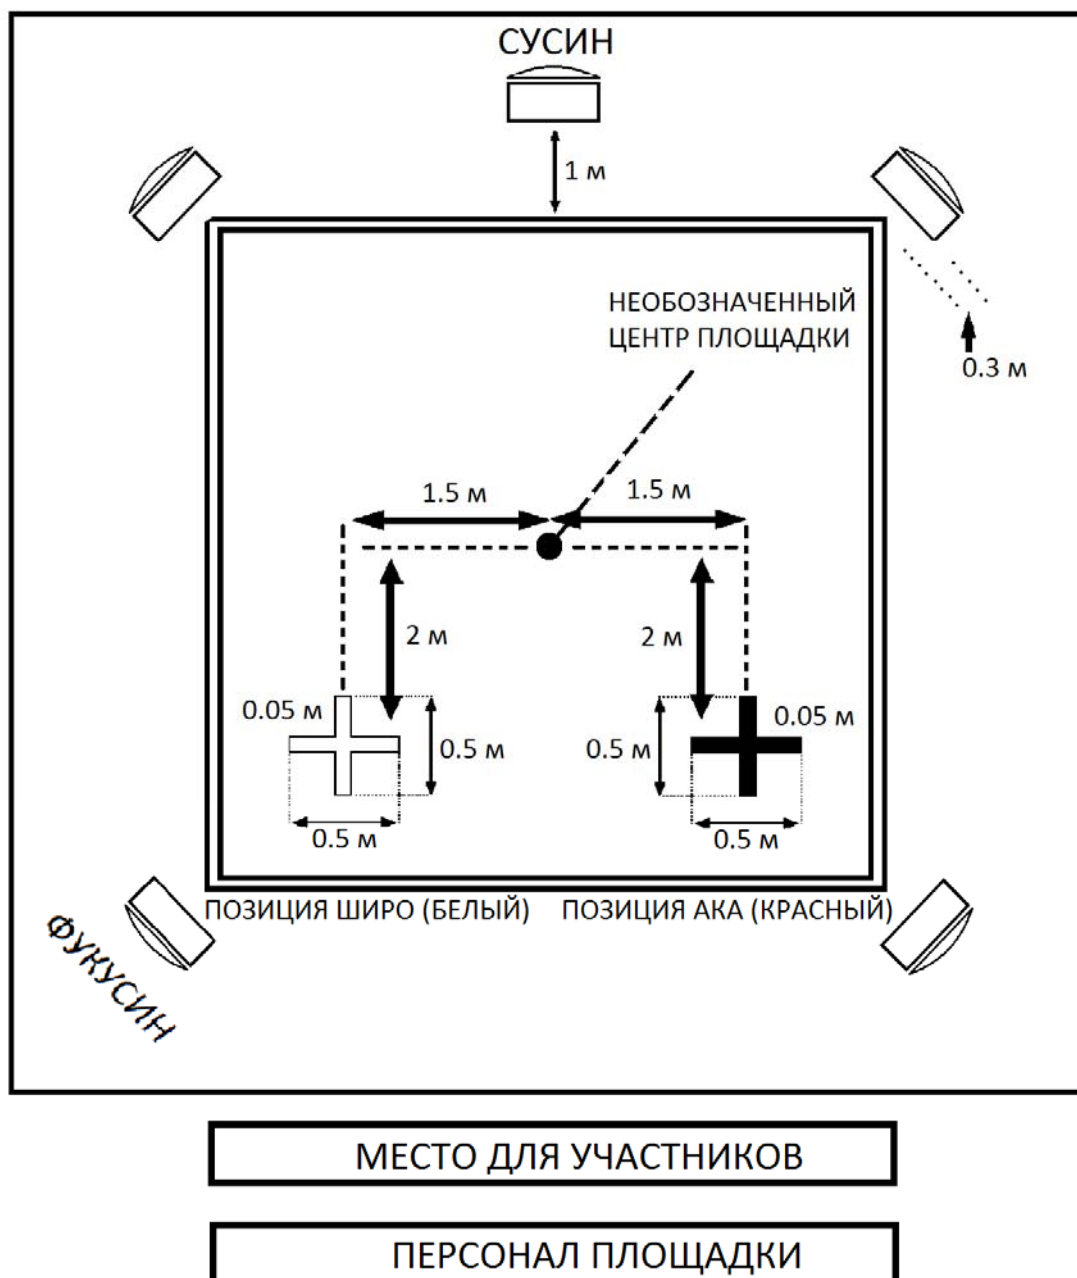 СУСИН
1 м
НЕОБОЗНАЧЕННЫЙ
ЦЕНТР ПЛОЩАДКИ
0.3 м
1.5 м
1.5 м
2 м
2 м
0.05 м
0.05 м
0.5 м
0.5 м
0.5 м
0.5 м
ПОЗИЦИЯ ШИРО (БЕЛЫЙ)
ПОЗИЦИЯ АКА (КРАСНЫЙ)
ФУКУСИН
МЕСТО ДЛЯ УЧАСТНИКОВ
ПЕРСОНАЛ ПЛОЩАДКИ